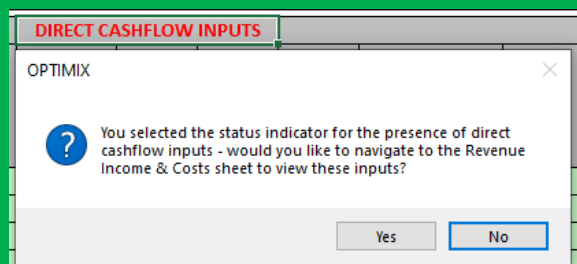 DIRECT CASHFLOW INPUTS
OPTIMIX
You selected the status indicator for the presence of direct
cashflow inputs - would you like to navigate to the Revenue
Income & Costs sheet to view these inputs?
Yes No